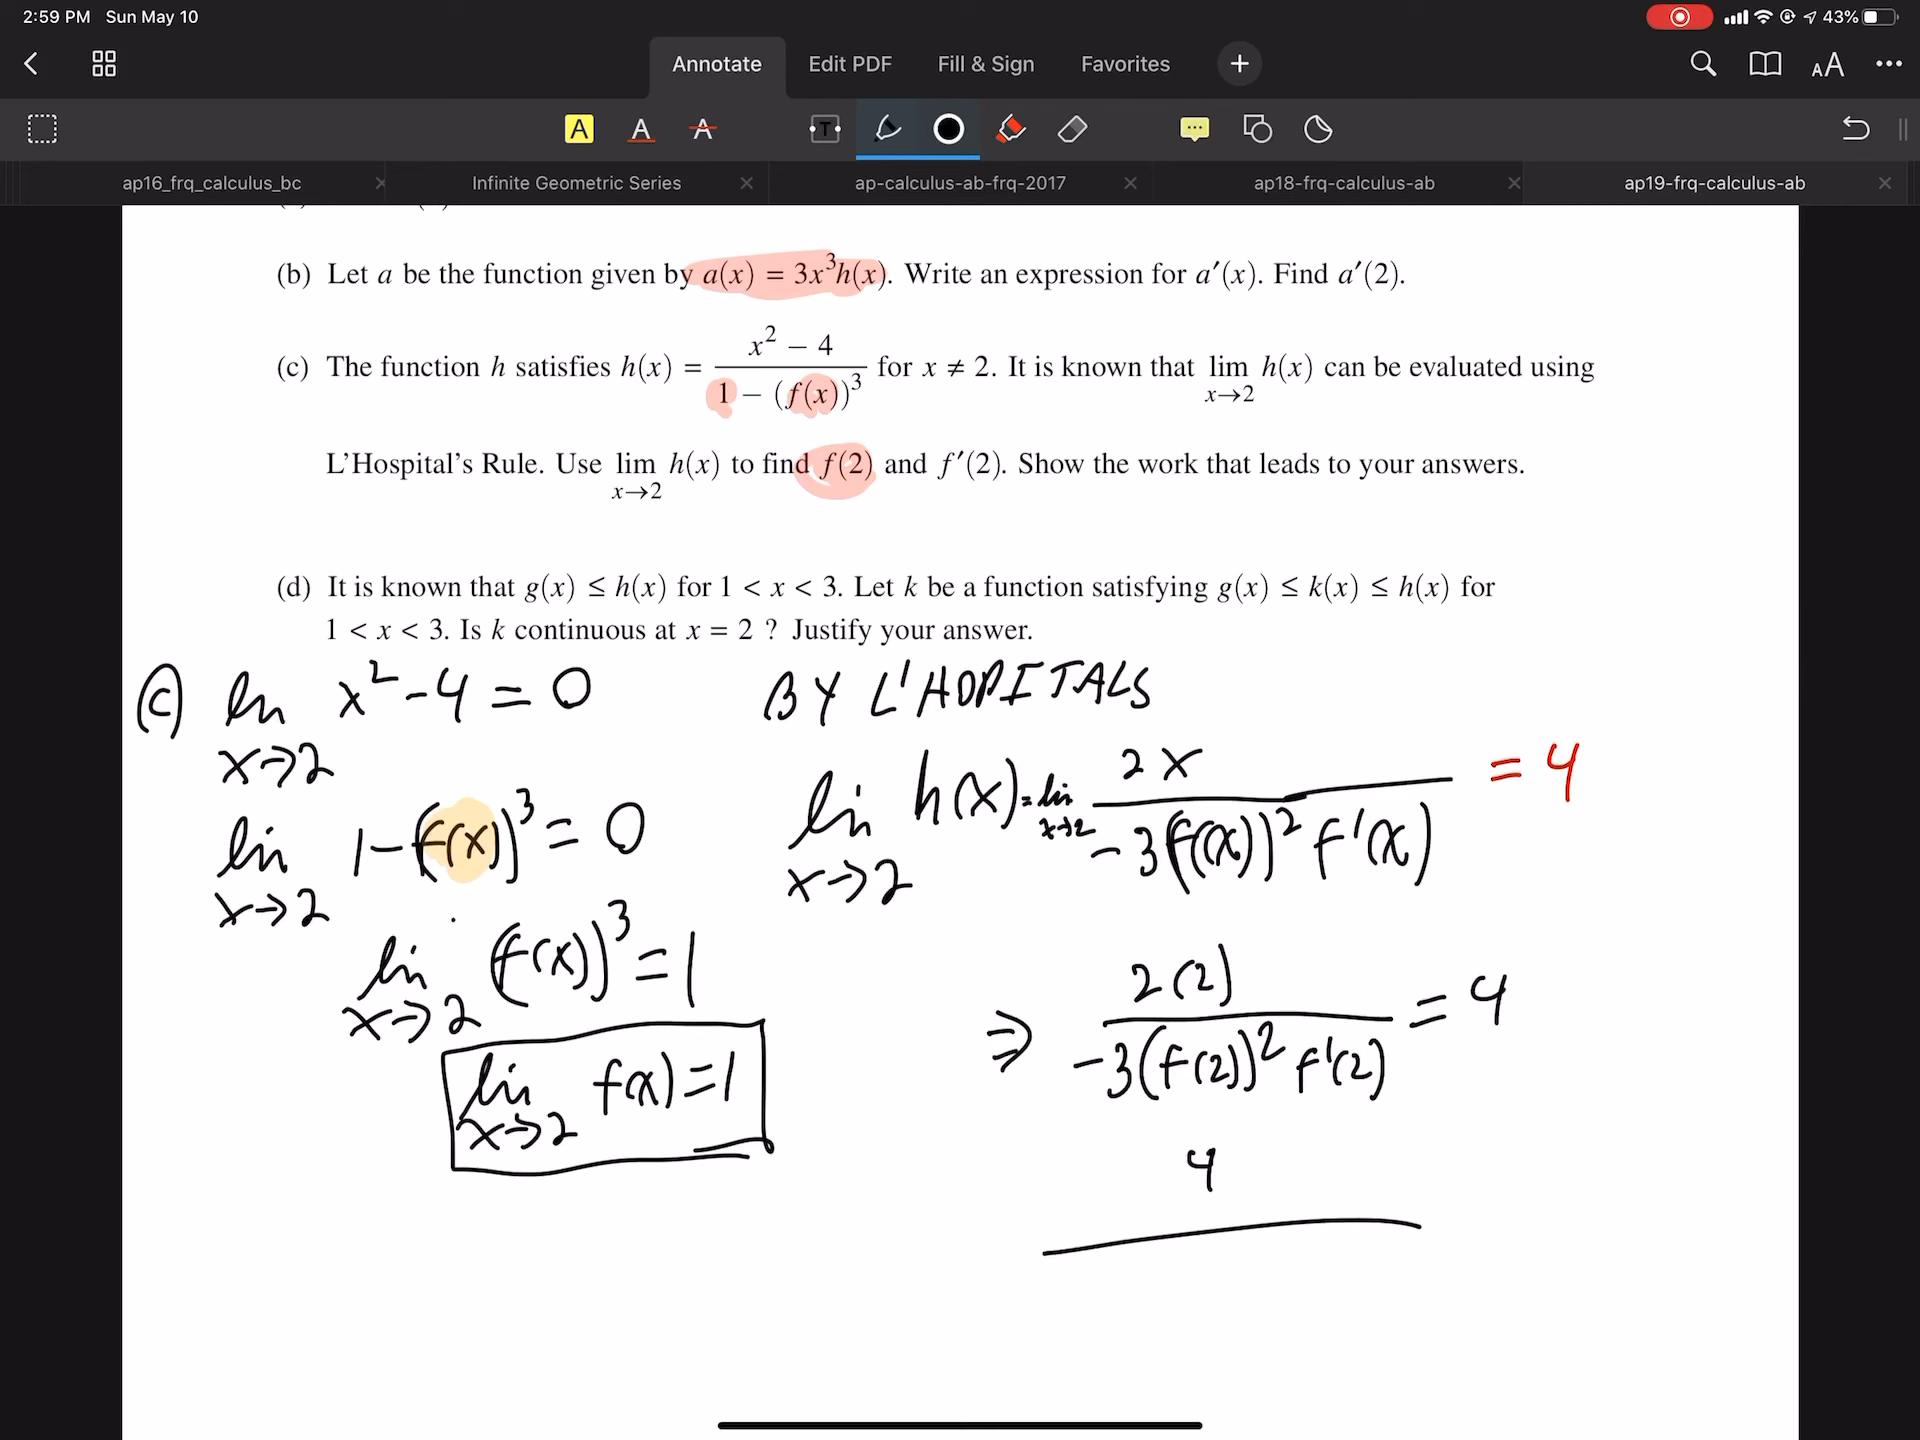 2:59 PM Sun May 10
43%
Annotate Edit PDF Fill & Sign Favorites +
A A A T
ap16_frq_calculus_bc × Infinite Geometric Series × ap-calculus-ab-frq-2017 × ap18-frq-calculus-ab × ap19-frq-calculus-ab ×
(b) Let a be the function given by a(x) = 3x³h(x). Write an expression for a′(x). Find a′(2).
(c) The function h satisfies h(x) = (x² − 4)/(1 − (f(x))³) for x ≠ 2. It is known that lim x→2 h(x) can be evaluated using
L’Hospital’s Rule. Use lim x→2 h(x) to find f(2) and f′(2). Show the work that leads to your answers.
(d) It is known that g(x) ≤ h(x) for 1 < x < 3. Let k be a function satisfying g(x) ≤ k(x) ≤ h(x) for
1 < x < 3. Is k continuous at x = 2 ? Justify your answer.
(c) lim x→2 x²-4 = 0
lim x→2 1-(f(x))³ = 0
lim x→2 (f(x))³ = 1
lim x→2 f(x) = 1
BY L'HOPITALS
lim x→2 h(x) = lim x→2 2x/(-3(f(x))² f'(x)) = 4
⇒ 2(2)/(-3(f(2))² f'(2)) = 4
4